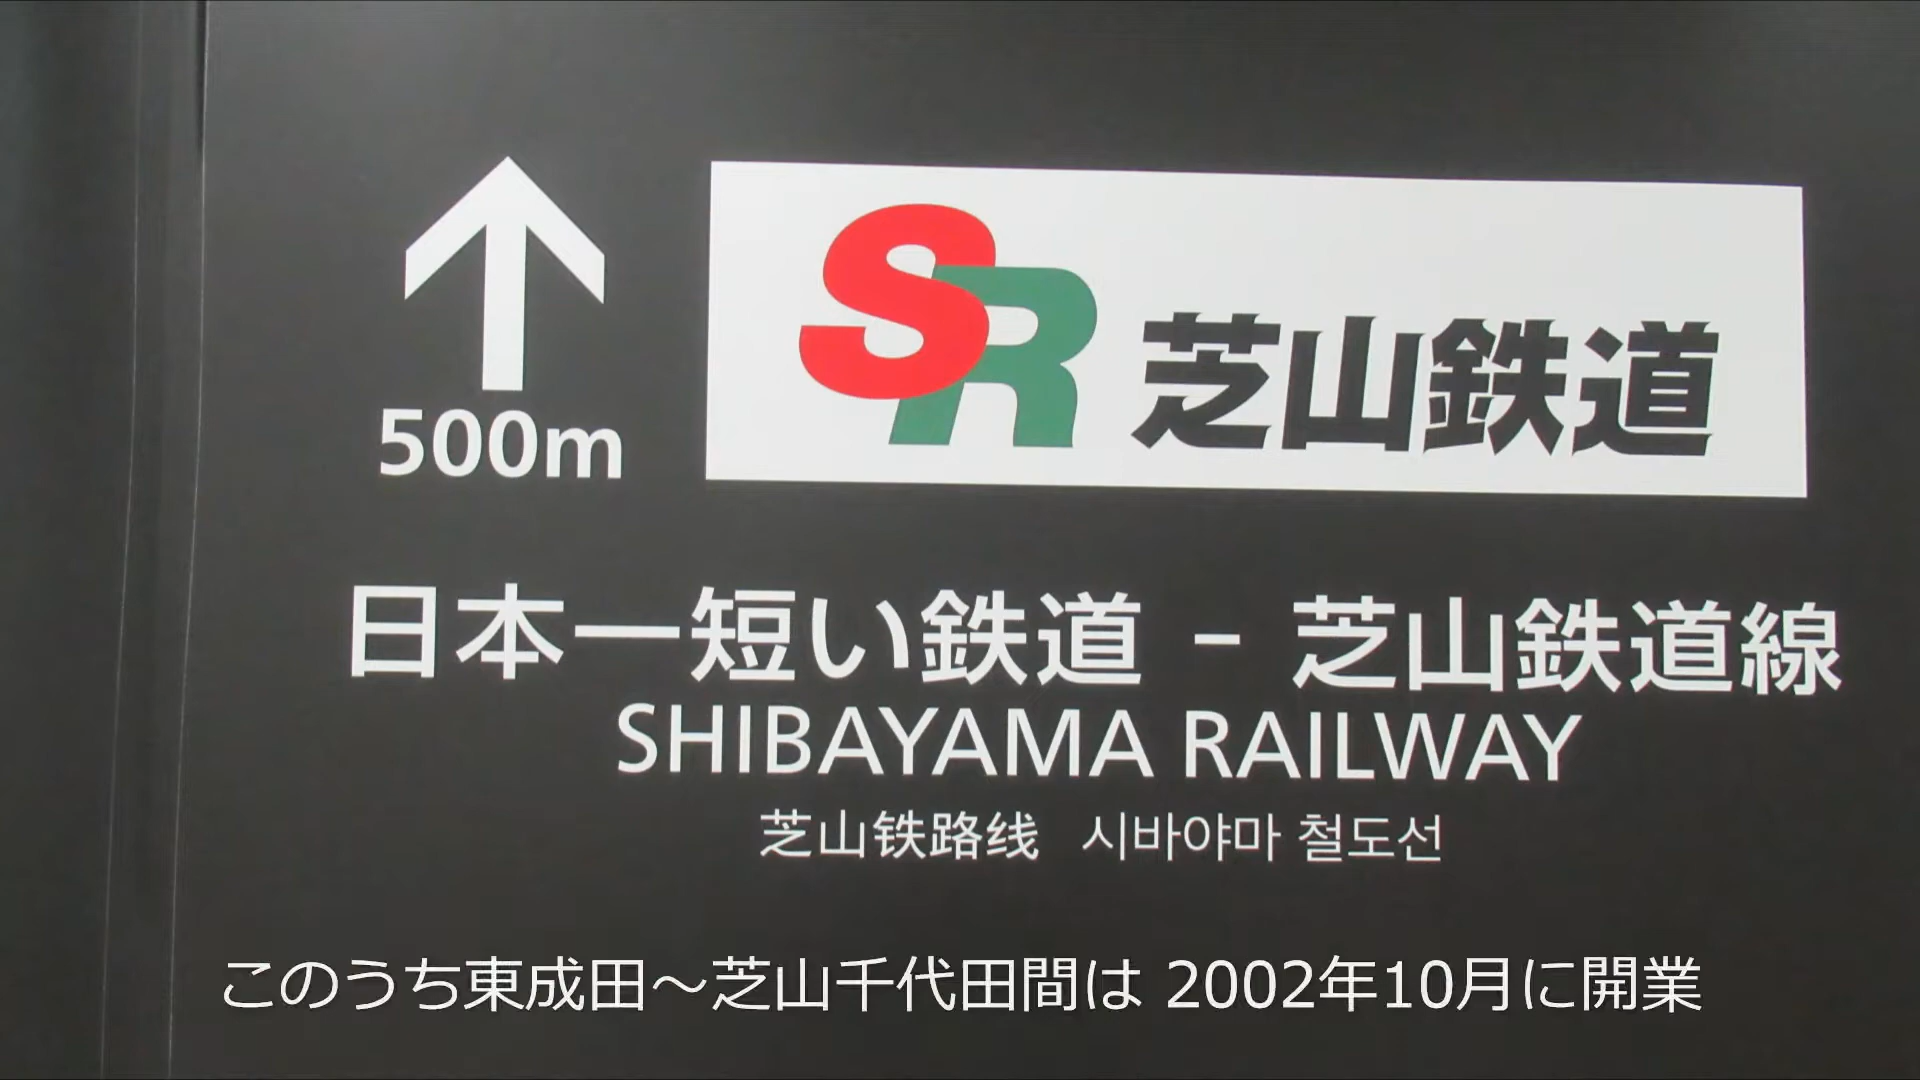 500m
SR 芝山鉄道
日本一短い鉄道 - 芝山鉄道線
SHIBAYAMA RAILWAY
芝山铁路线 시바야마 철도선
このうち東成田～芝山千代田間は 2002年10月に開業